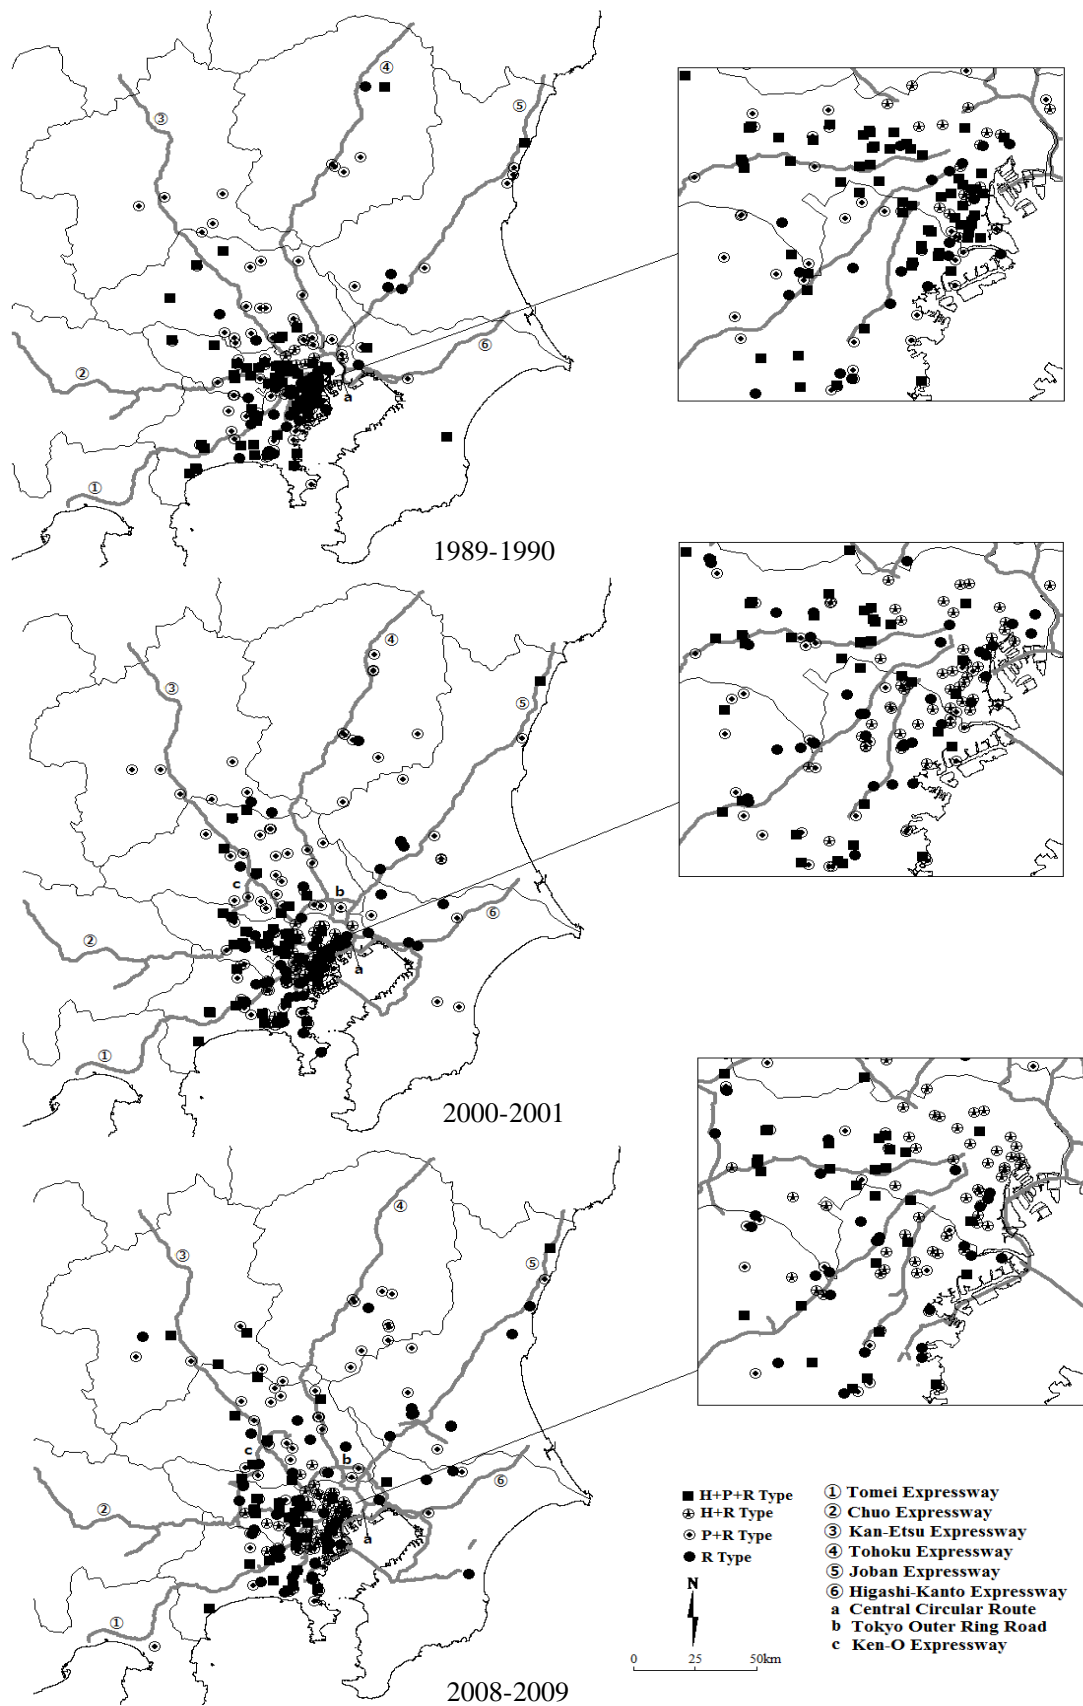 ④
③
⑤
②
⑥
a
①
1989-1990
④
③
⑤
c
b
②
⑥
a
①
2000-2001
④
③
⑤
c
b
②
⑥
a
①
2008-2009
H+P+R Type
H+R Type
P+R Type
R Type
① Tomei Expressway
② Chuo Expressway
③ Kan-Etsu Expressway
④ Tohoku Expressway
⑤ Joban Expressway
⑥ Higashi-Kanto Expressway
a Central Circular Route
b Tokyo Outer Ring Road
c Ken-O Expressway
N
0 25 50km